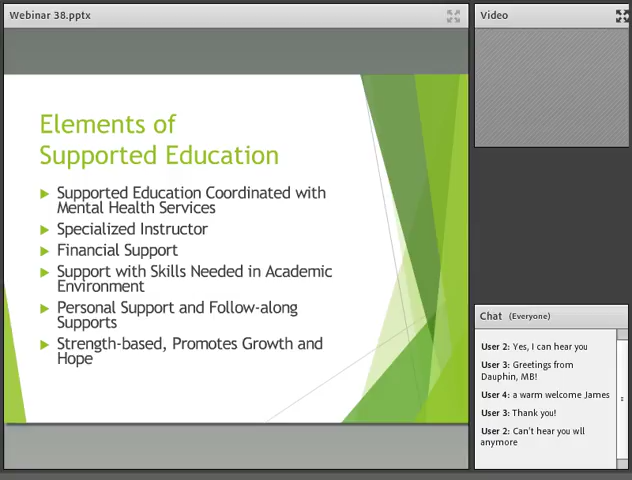 Webinar 38.pptx
Elements of
Supported Education
Supported Education Coordinated with
Mental Health Services
Specialized Instructor
Financial Support
Support with Skills Needed in Academic
Environment
Personal Support and Follow-along
Supports
Strength-based, Promotes Growth and
Hope
Video
Chat (Everyone)
User 2: Yes, I can hear you
User 3: Greetings from
Dauphin, MB!
User 4: a warm welcome James
User 3: Thank you!
User 2: Can't hear you wll
anymore